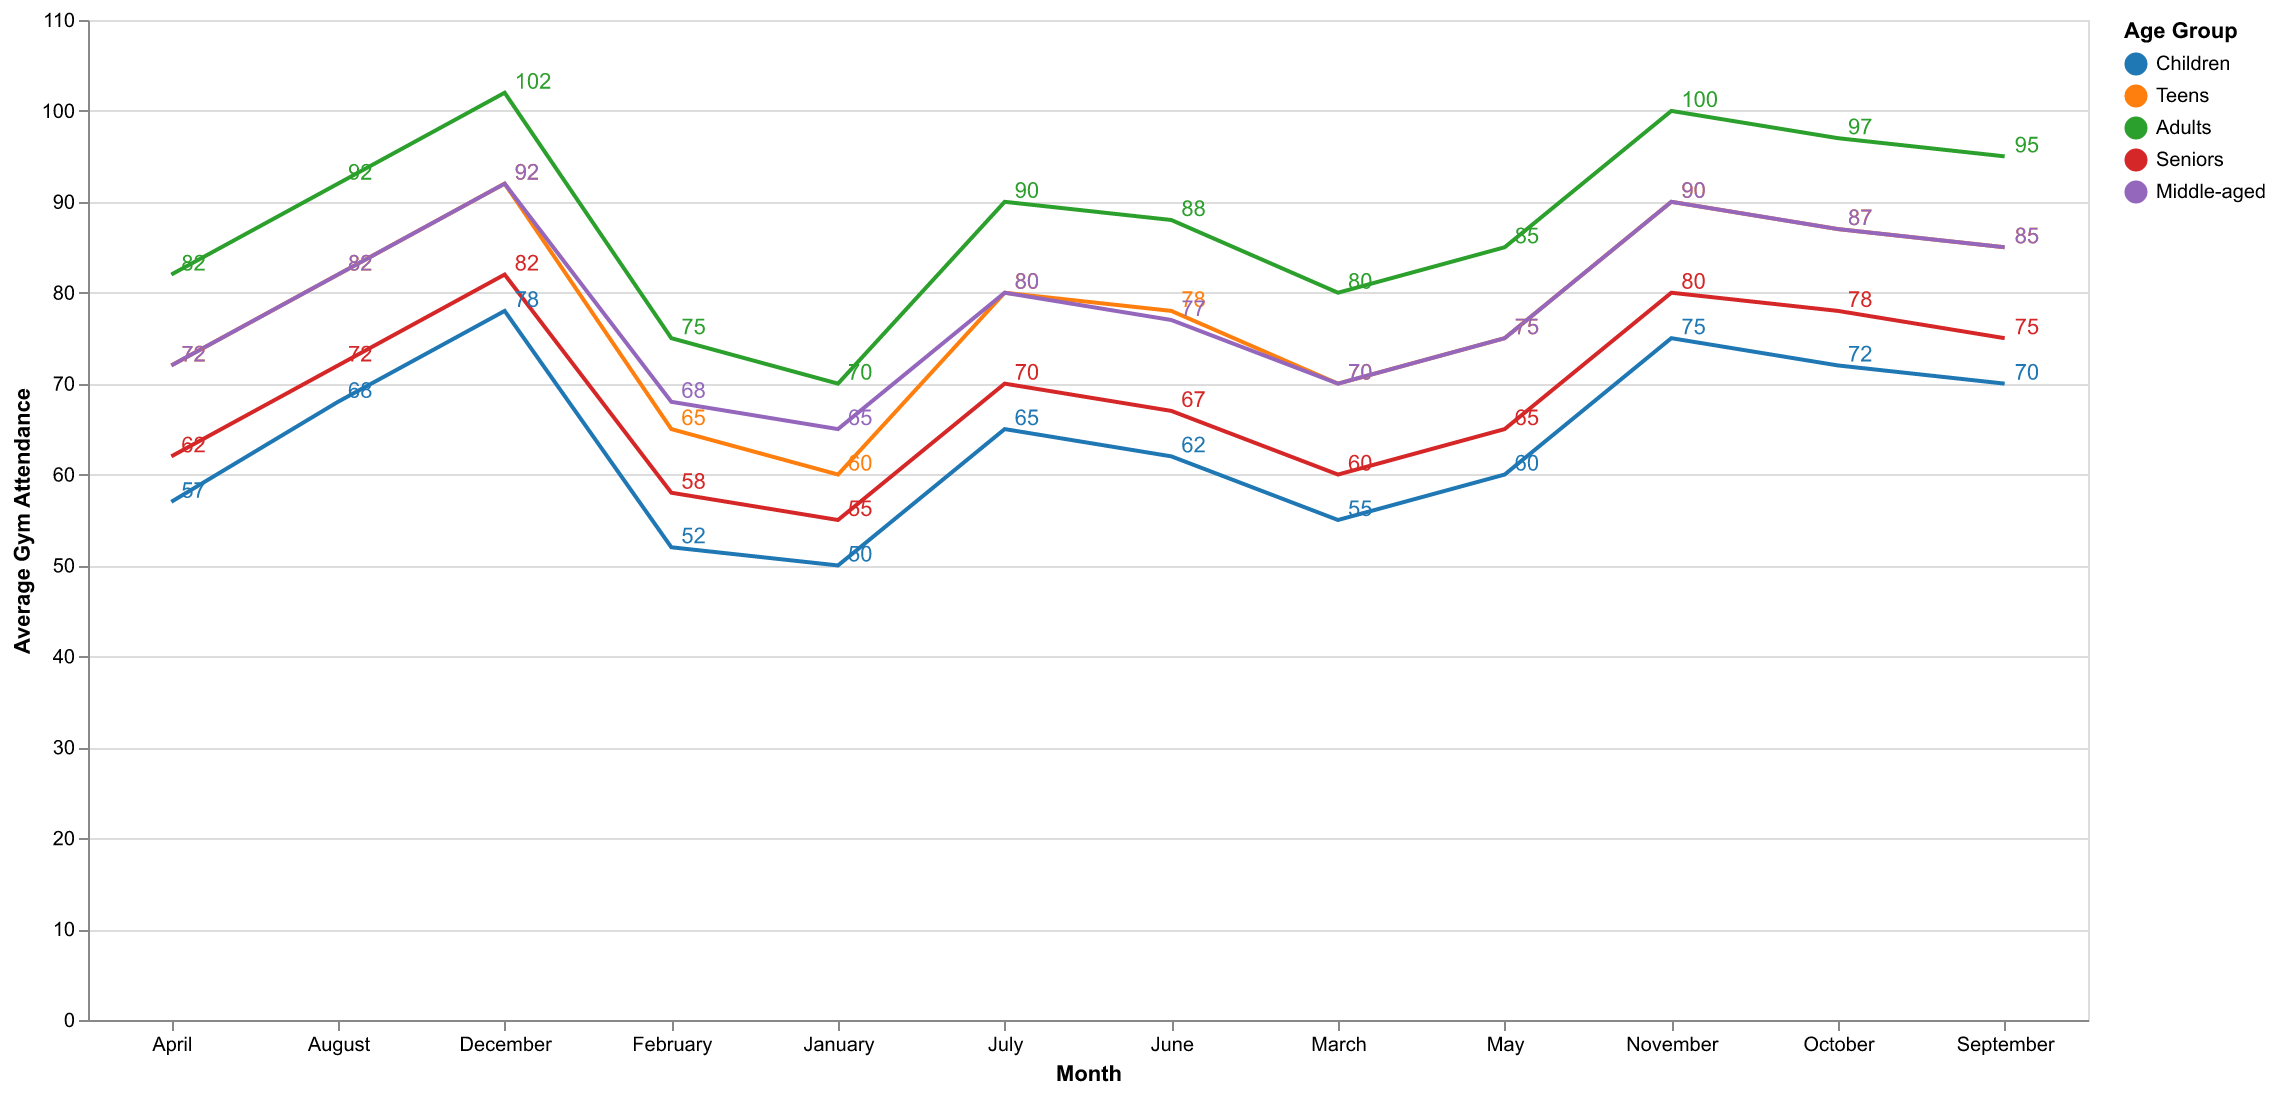 Age Group
Children
Teens
Adults
Seniors
Middle-aged
Average Gym Attendance
110
100
90
80
70
60
50
40
30
20
10
0
82 92 102 75 70 90 88 80 85 100 97 95
72 82 92 68 65 80 77 70 75 90 87 85
65 60 78
62 72 82 58 55 70 67 60 65 80 78 75
57 68 78 52 50 65 62 55 60 75 72 70
April August December February January July June March May November October September
Month